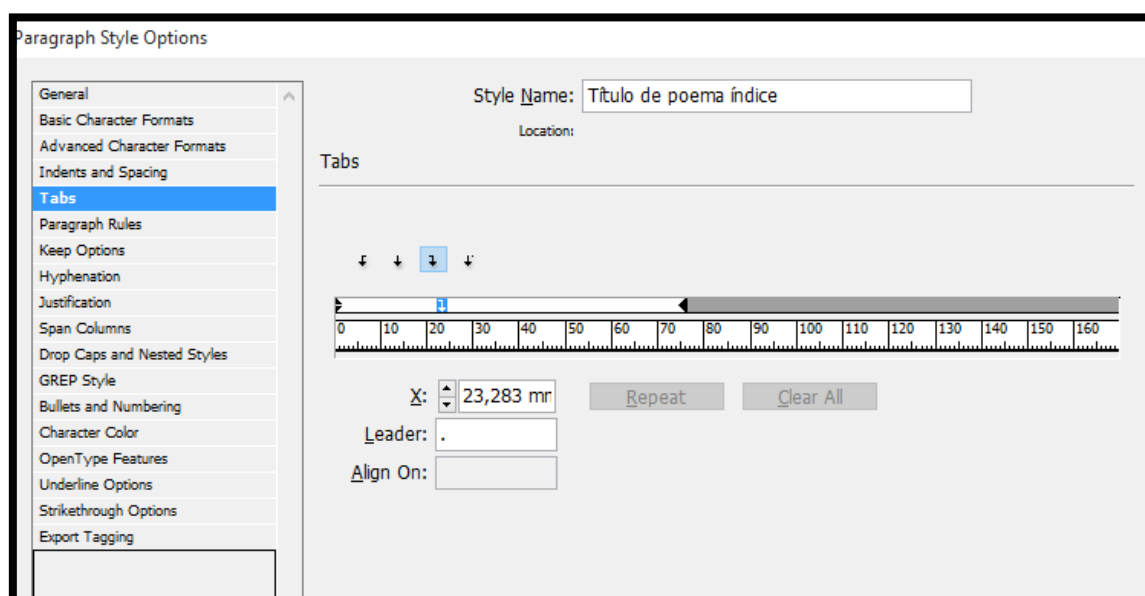 Paragraph Style Options
General
Basic Character Formats
Advanced Character Formats
Indents and Spacing
Tabs
Paragraph Rules
Keep Options
Hyphenation
Justification
Span Columns
Drop Caps and Nested Styles
GREP Style
Bullets and Numbering
Character Color
OpenType Features
Underline Options
Strikethrough Options
Export Tagging
Style Name: Título de poema índice
Location:
Tabs
0 10 20 30 40 50 60 70 80 90 100 110 120 130 140 150 160
X: 23,283 mm
Repeat
Clear All
Leader: .
Align On: